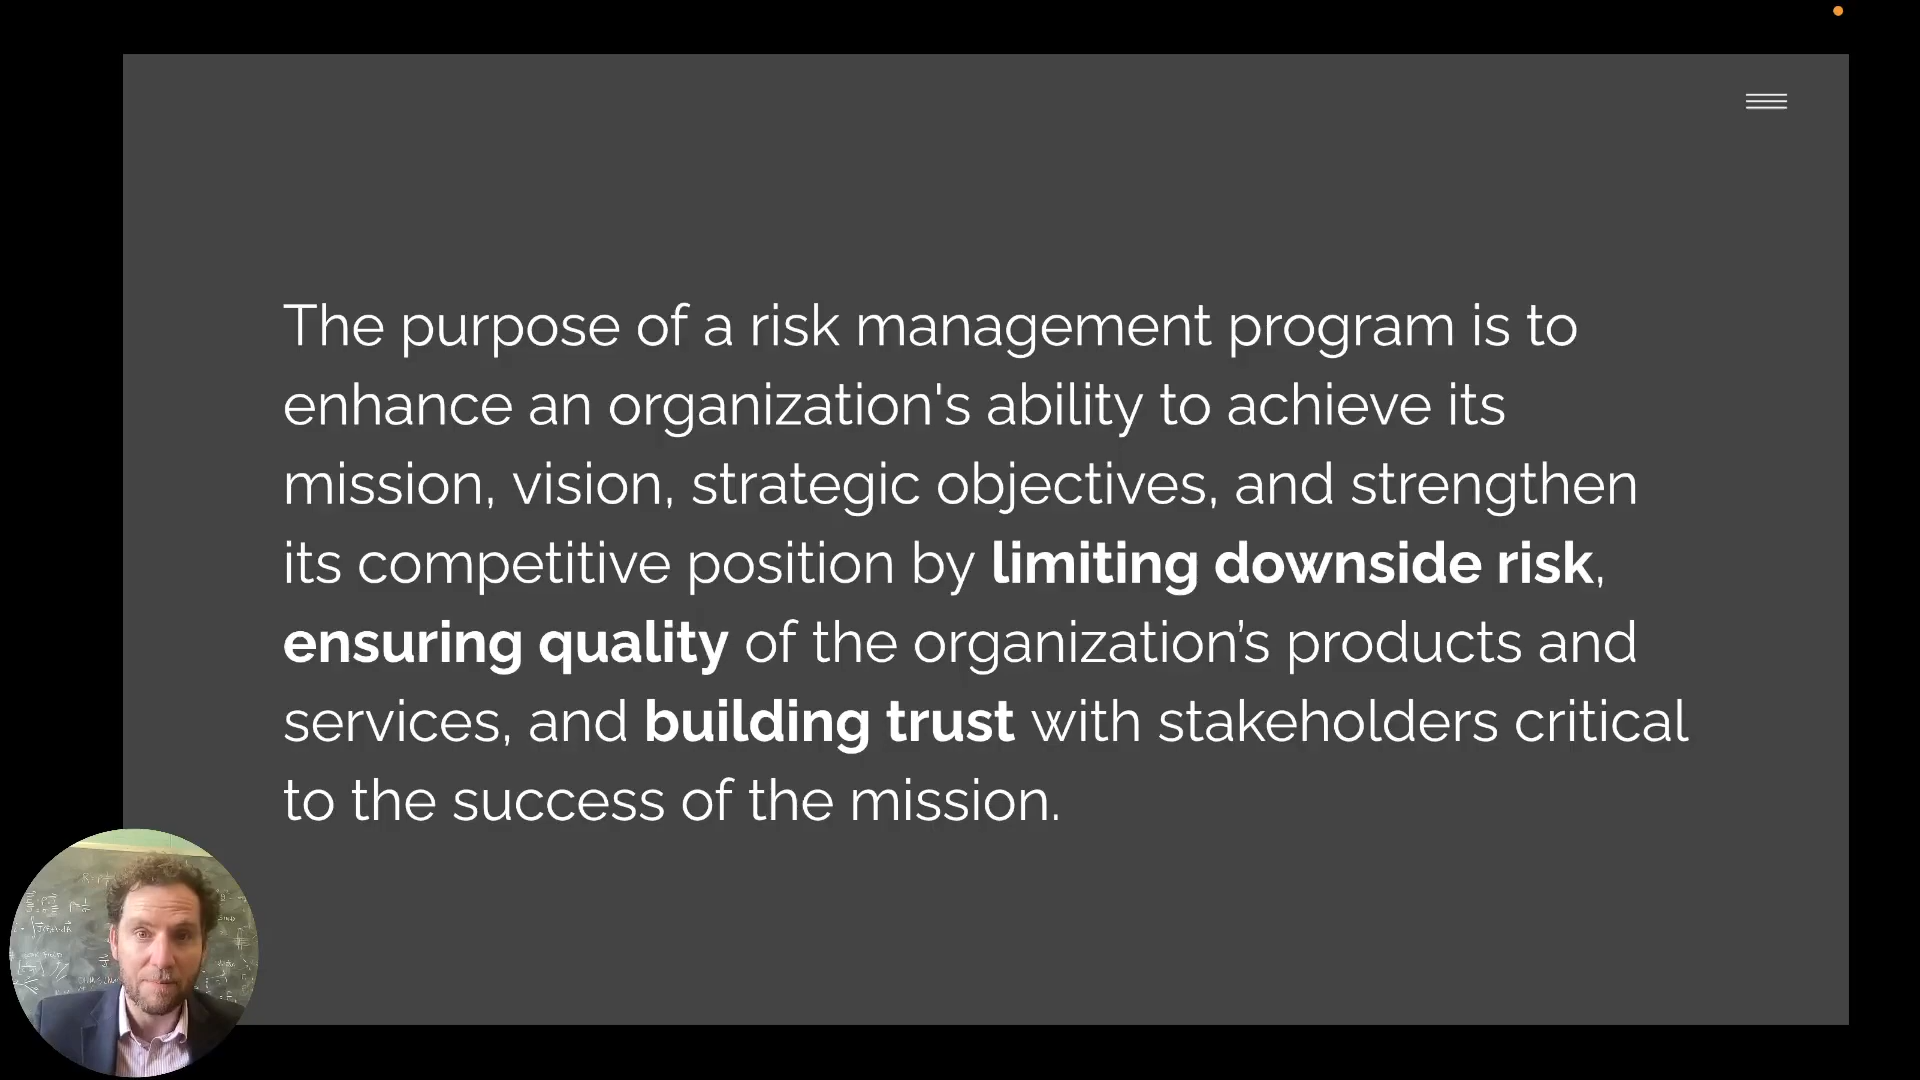 The purpose of a risk management program is to
enhance an organization's ability to achieve its
mission, vision, strategic objectives, and strengthen
its competitive position by limiting downside risk,
ensuring quality of the organization’s products and
services, and building trust with stakeholders critical
to the success of the mission.